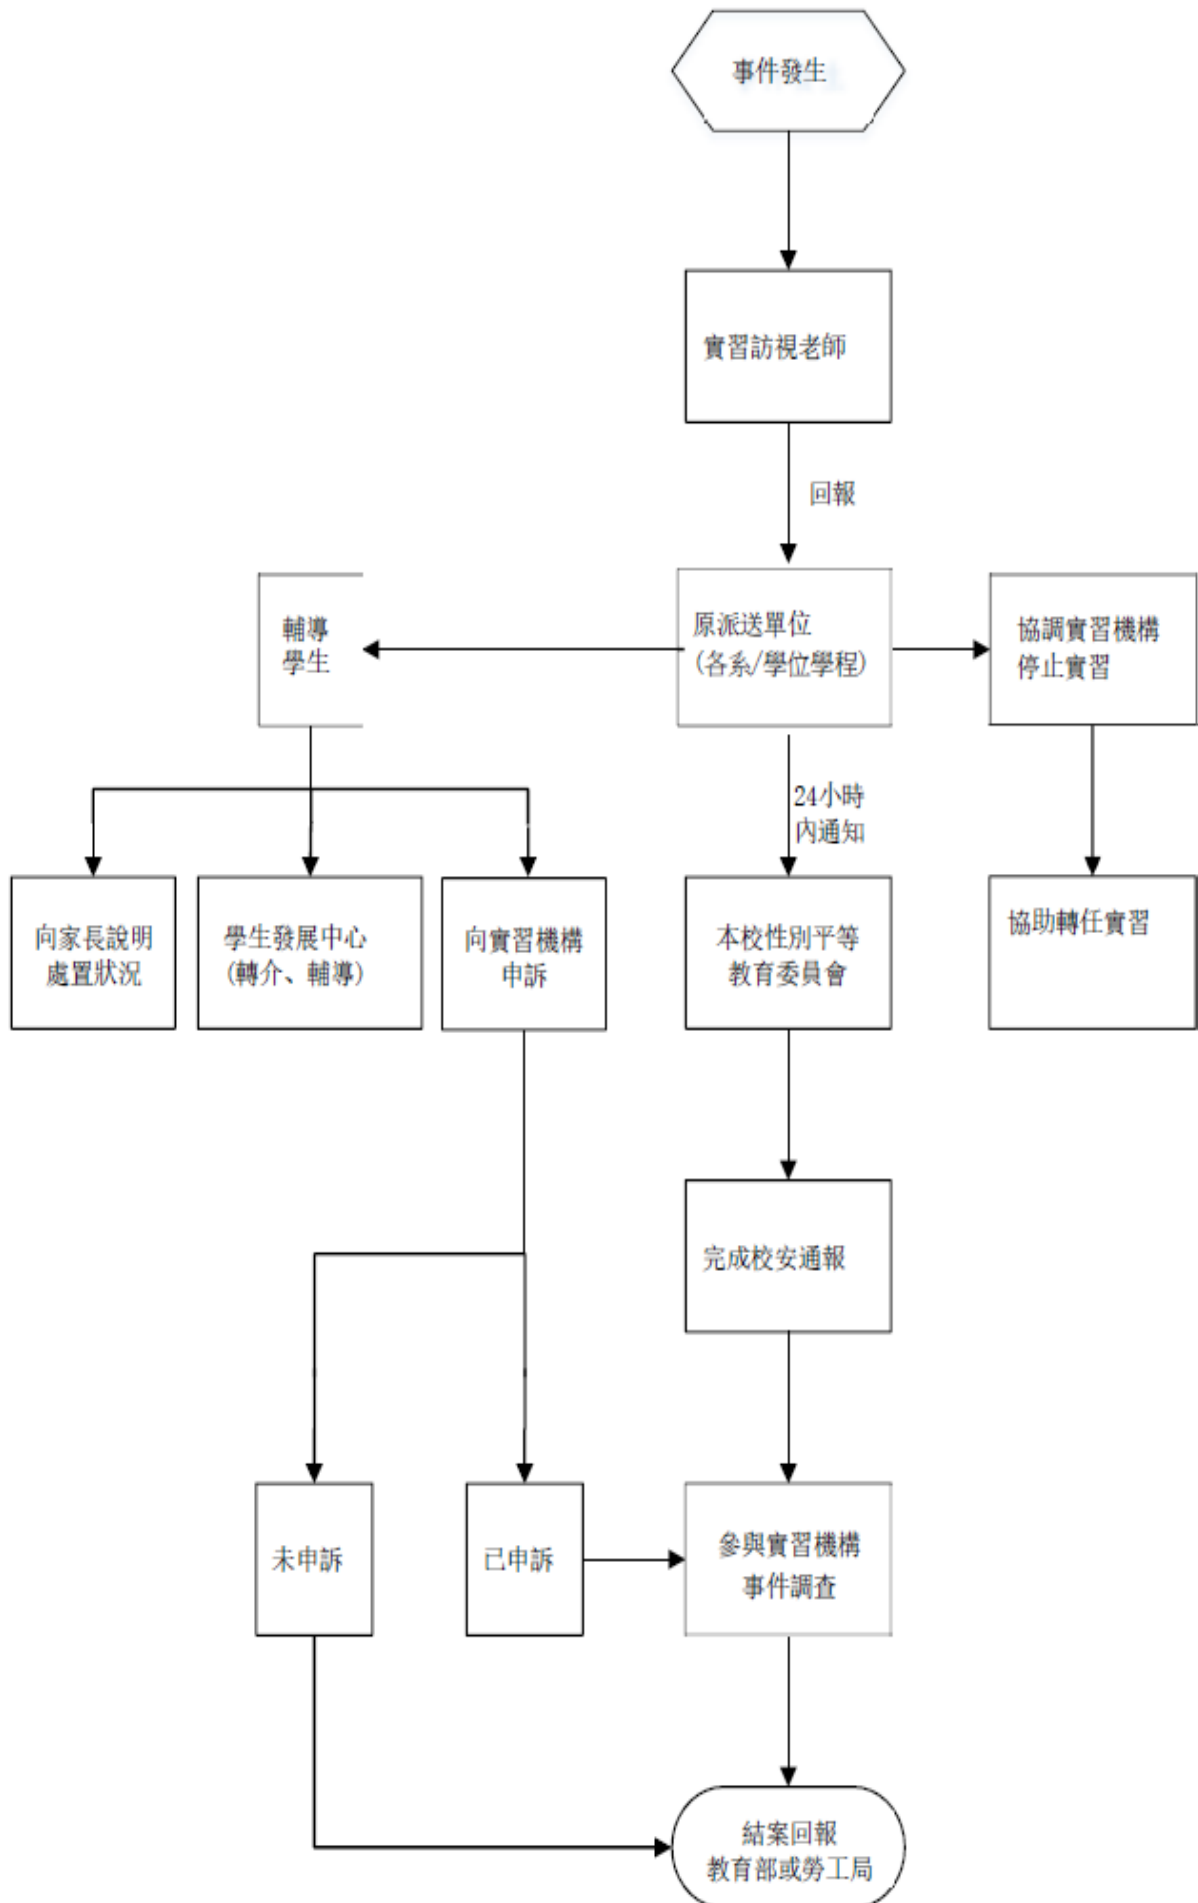 事件發生
實習訪視老師
回報
輔導
學生
原派送單位
(各系/學位學程)
協調實習機構
停止實習
24小時
內通知
向家長說明
處置狀況
學生發展中心
(轉介、輔導)
向實習機構
申訴
本校性別平等
教育委員會
協助轉任實習
完成校安通報
未申訴
已申訴
參與實習機構
事件調查
結案回報
教育部或勞工局